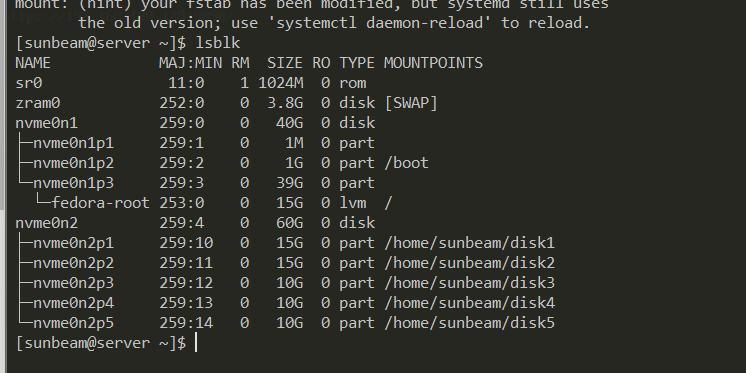 mount: (hint) your fstab has been modified, but systemd still uses
       the old version; use 'systemctl daemon-reload' to reload.
[sunbeam@server ~]$ lsblk
NAME            MAJ:MIN RM  SIZE RO TYPE MOUNTPOINTS
sr0              11:0    1 1024M  0 rom
zram0           252:0    0  3.8G  0 disk [SWAP]
nvme0n1         259:0    0   40G  0 disk
├─nvme0n1p1     259:1    0    1M  0 part
├─nvme0n1p2     259:2    0    1G  0 part /boot
└─nvme0n1p3     259:3    0   39G  0 part
  └─fedora-root 253:0    0   15G  0 lvm  /
nvme0n2         259:4    0   60G  0 disk
├─nvme0n2p1     259:10   0   15G  0 part /home/sunbeam/disk1
├─nvme0n2p2     259:11   0   15G  0 part /home/sunbeam/disk2
├─nvme0n2p3     259:12   0   10G  0 part /home/sunbeam/disk3
├─nvme0n2p4     259:13   0   10G  0 part /home/sunbeam/disk4
└─nvme0n2p5     259:14   0   10G  0 part /home/sunbeam/disk5
[sunbeam@server ~]$